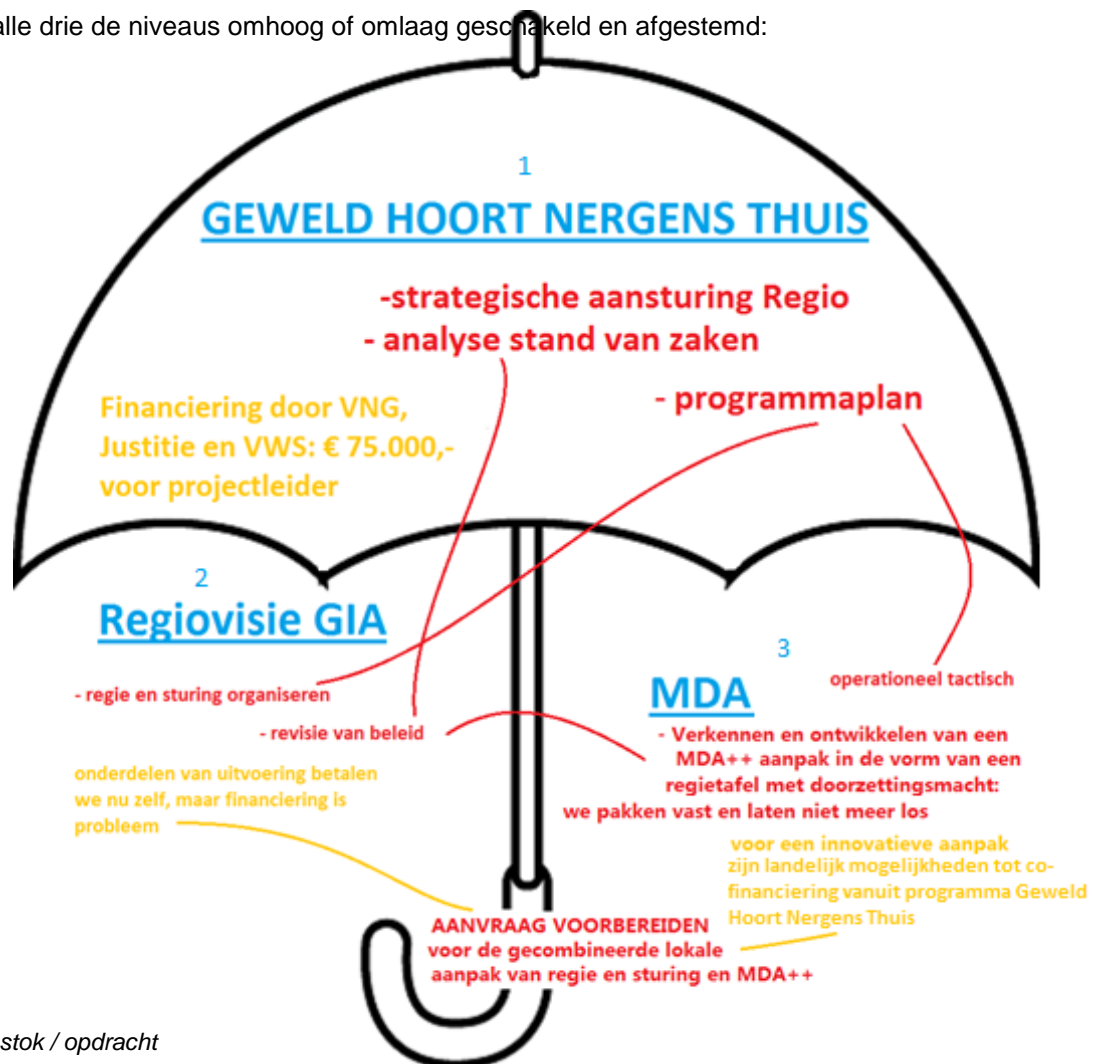 alle drie de niveaus omhoog of omlaag geschakeld en afgestemd:
1
GEWELD HOORT NERGENS THUIS
-strategische aansturing Regio
- analyse stand van zaken
- programmaplan
Financiering door VNG,
Justitie en VWS: € 75.000,-
voor projectleider
2
Regiovisie GIA
- regie en sturing organiseren
- revisie van beleid
onderdelen van uitvoering betalen
we nu zelf, maar financiering is
probleem
3
MDA
operationeel tactisch
- Verkennen en ontwikkelen van een
MDA++ aanpak in de vorm van een
regietafel met doorzettingsmacht:
we pakken vast en laten niet meer los
voor een innovatieve aanpak
zijn landelijk mogelijkheden tot co-
financiering vanuit programma Geweld
Hoort Nergens Thuis
AANVRAAG VOORBEREIDEN
voor de gecombineerde lokale
aanpak van regie en sturing en MDA++
stok / opdracht